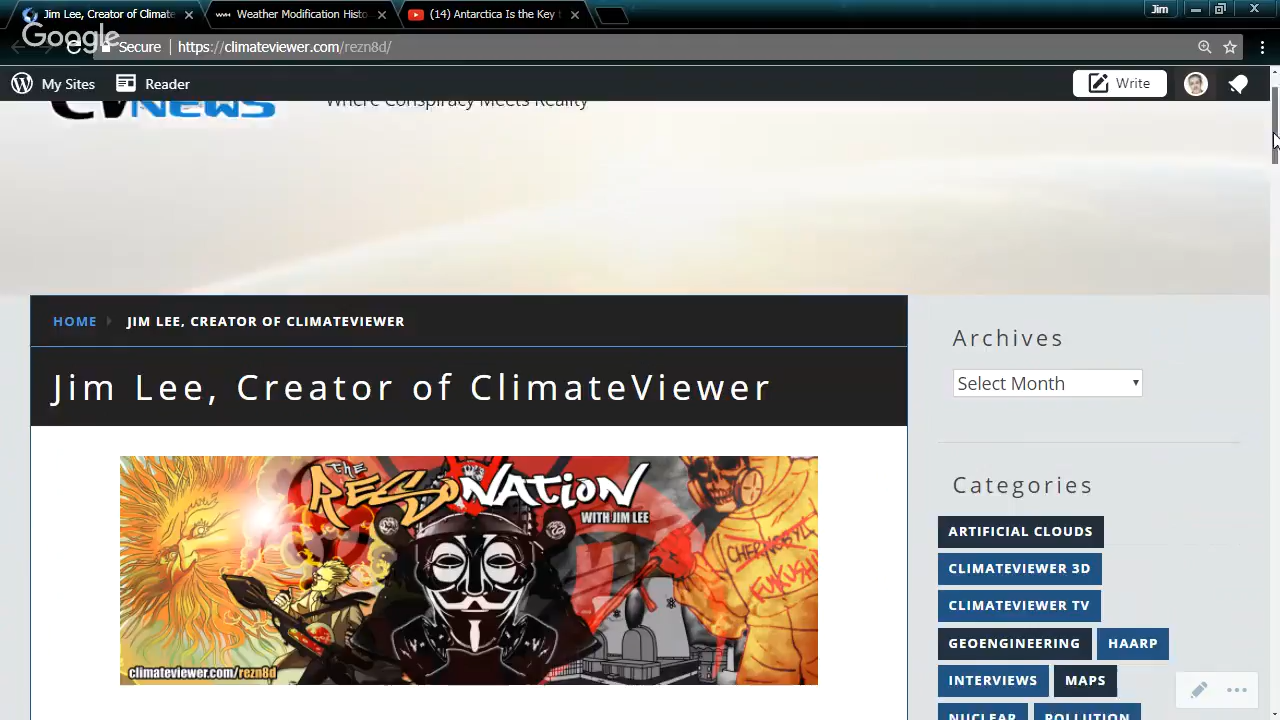 Jim Lee, Creator of Climate
Weather Modification Histo
(14) Antarctica Is the Key
Jim
Google
Secure
https://climateviewer.com/rezn8d/
My Sites
Reader
Write
CVNEWS
Where Conspiracy Meets Reality
HOME
JIM LEE, CREATOR OF CLIMATEVIEWER
Jim Lee, Creator of ClimateViewer
THE
RESONATION
WITH JIM LEE
CHERNOBYL
FUKUSHI
climateviewer.com/rezn8d
Archives
Select Month
Categories
ARTIFICIAL CLOUDS
CLIMATEVIEWER 3D
CLIMATEVIEWER TV
GEOENGINEERING
HAARP
INTERVIEWS
MAPS
NUCLEAR
POLLUTION